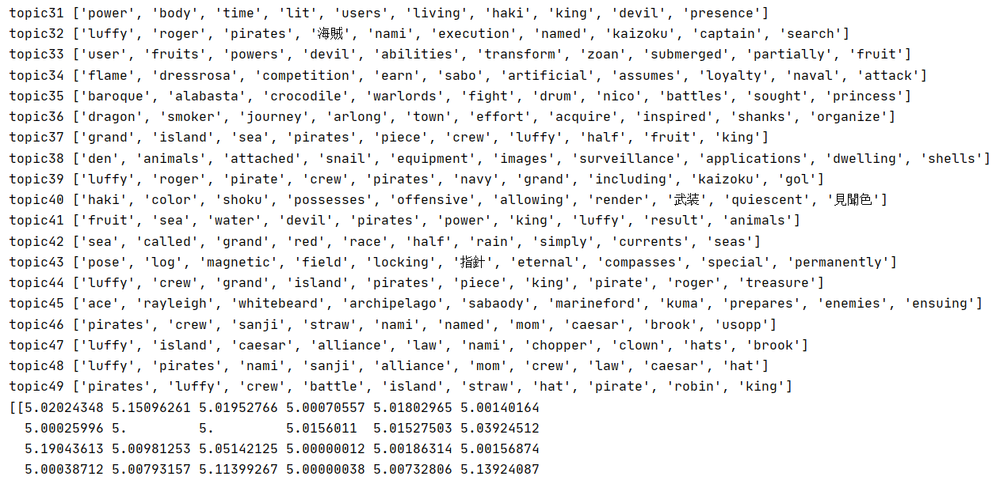 topic31 ['power', 'body', 'time', 'lit', 'users', 'living', 'haki', 'king', 'devil', 'presence']
topic32 ['luffy', 'roger', 'pirates', '海賊', 'nami', 'execution', 'named', 'kaizoku', 'captain', 'search']
topic33 ['user', 'fruits', 'powers', 'devil', 'abilities', 'transform', 'zoan', 'submerged', 'partially', 'fruit']
topic34 ['flame', 'dressrosa', 'competition', 'earn', 'sabo', 'artificial', 'assumes', 'loyalty', 'naval', 'attack']
topic35 ['baroque', 'alabasta', 'crocodile', 'warlords', 'fight', 'drum', 'nico', 'battles', 'sought', 'princess']
topic36 ['dragon', 'smoker', 'journey', 'arlong', 'town', 'effort', 'acquire', 'inspired', 'shanks', 'organize']
topic37 ['grand', 'island', 'sea', 'pirates', 'piece', 'crew', 'luffy', 'half', 'fruit', 'king']
topic38 ['den', 'animals', 'attached', 'snail', 'equipment', 'images', 'surveillance', 'applications', 'dwelling', 'shells']
topic39 ['luffy', 'roger', 'pirate', 'crew', 'pirates', 'navy', 'grand', 'including', 'kaizoku', 'gol']
topic40 ['haki', 'color', 'shoku', 'possesses', 'offensive', 'allowing', 'render', '武装', 'quiescent', '見聞色']
topic41 ['fruit', 'sea', 'water', 'devil', 'pirates', 'power', 'king', 'luffy', 'result', 'animals']
topic42 ['sea', 'called', 'grand', 'red', 'race', 'half', 'rain', 'simply', 'currents', 'seas']
topic43 ['pose', 'log', 'magnetic', 'field', 'locking', '指針', 'eternal', 'compasses', 'special', 'permanently']
topic44 ['luffy', 'crew', 'grand', 'island', 'pirates', 'piece', 'king', 'pirate', 'roger', 'treasure']
topic45 ['ace', 'rayleigh', 'whitebeard', 'archipelago', 'sabaody', 'marineford', 'kuma', 'prepares', 'enemies', 'ensuing']
topic46 ['pirates', 'crew', 'sanji', 'straw', 'nami', 'named', 'mom', 'caesar', 'brook', 'usopp']
topic47 ['luffy', 'island', 'caesar', 'alliance', 'law', 'nami', 'chopper', 'clown', 'hats', 'brook']
topic48 ['luffy', 'pirates', 'nami', 'sanji', 'alliance', 'mom', 'crew', 'law', 'caesar', 'hat']
topic49 ['pirates', 'luffy', 'crew', 'battle', 'island', 'straw', 'hat', 'pirate', 'robin', 'king']
[[5.02024348 5.15096261 5.01952766 5.00070557 5.01802965 5.00140164
5.00025996 5. 5. 5.0156011 5.01527503 5.03924512
5.19043613 5.00981253 5.05142125 5.00000012 5.00186314 5.00156874
5.00038712 5.00793157 5.11399267 5.00000038 5.00732806 5.13924087